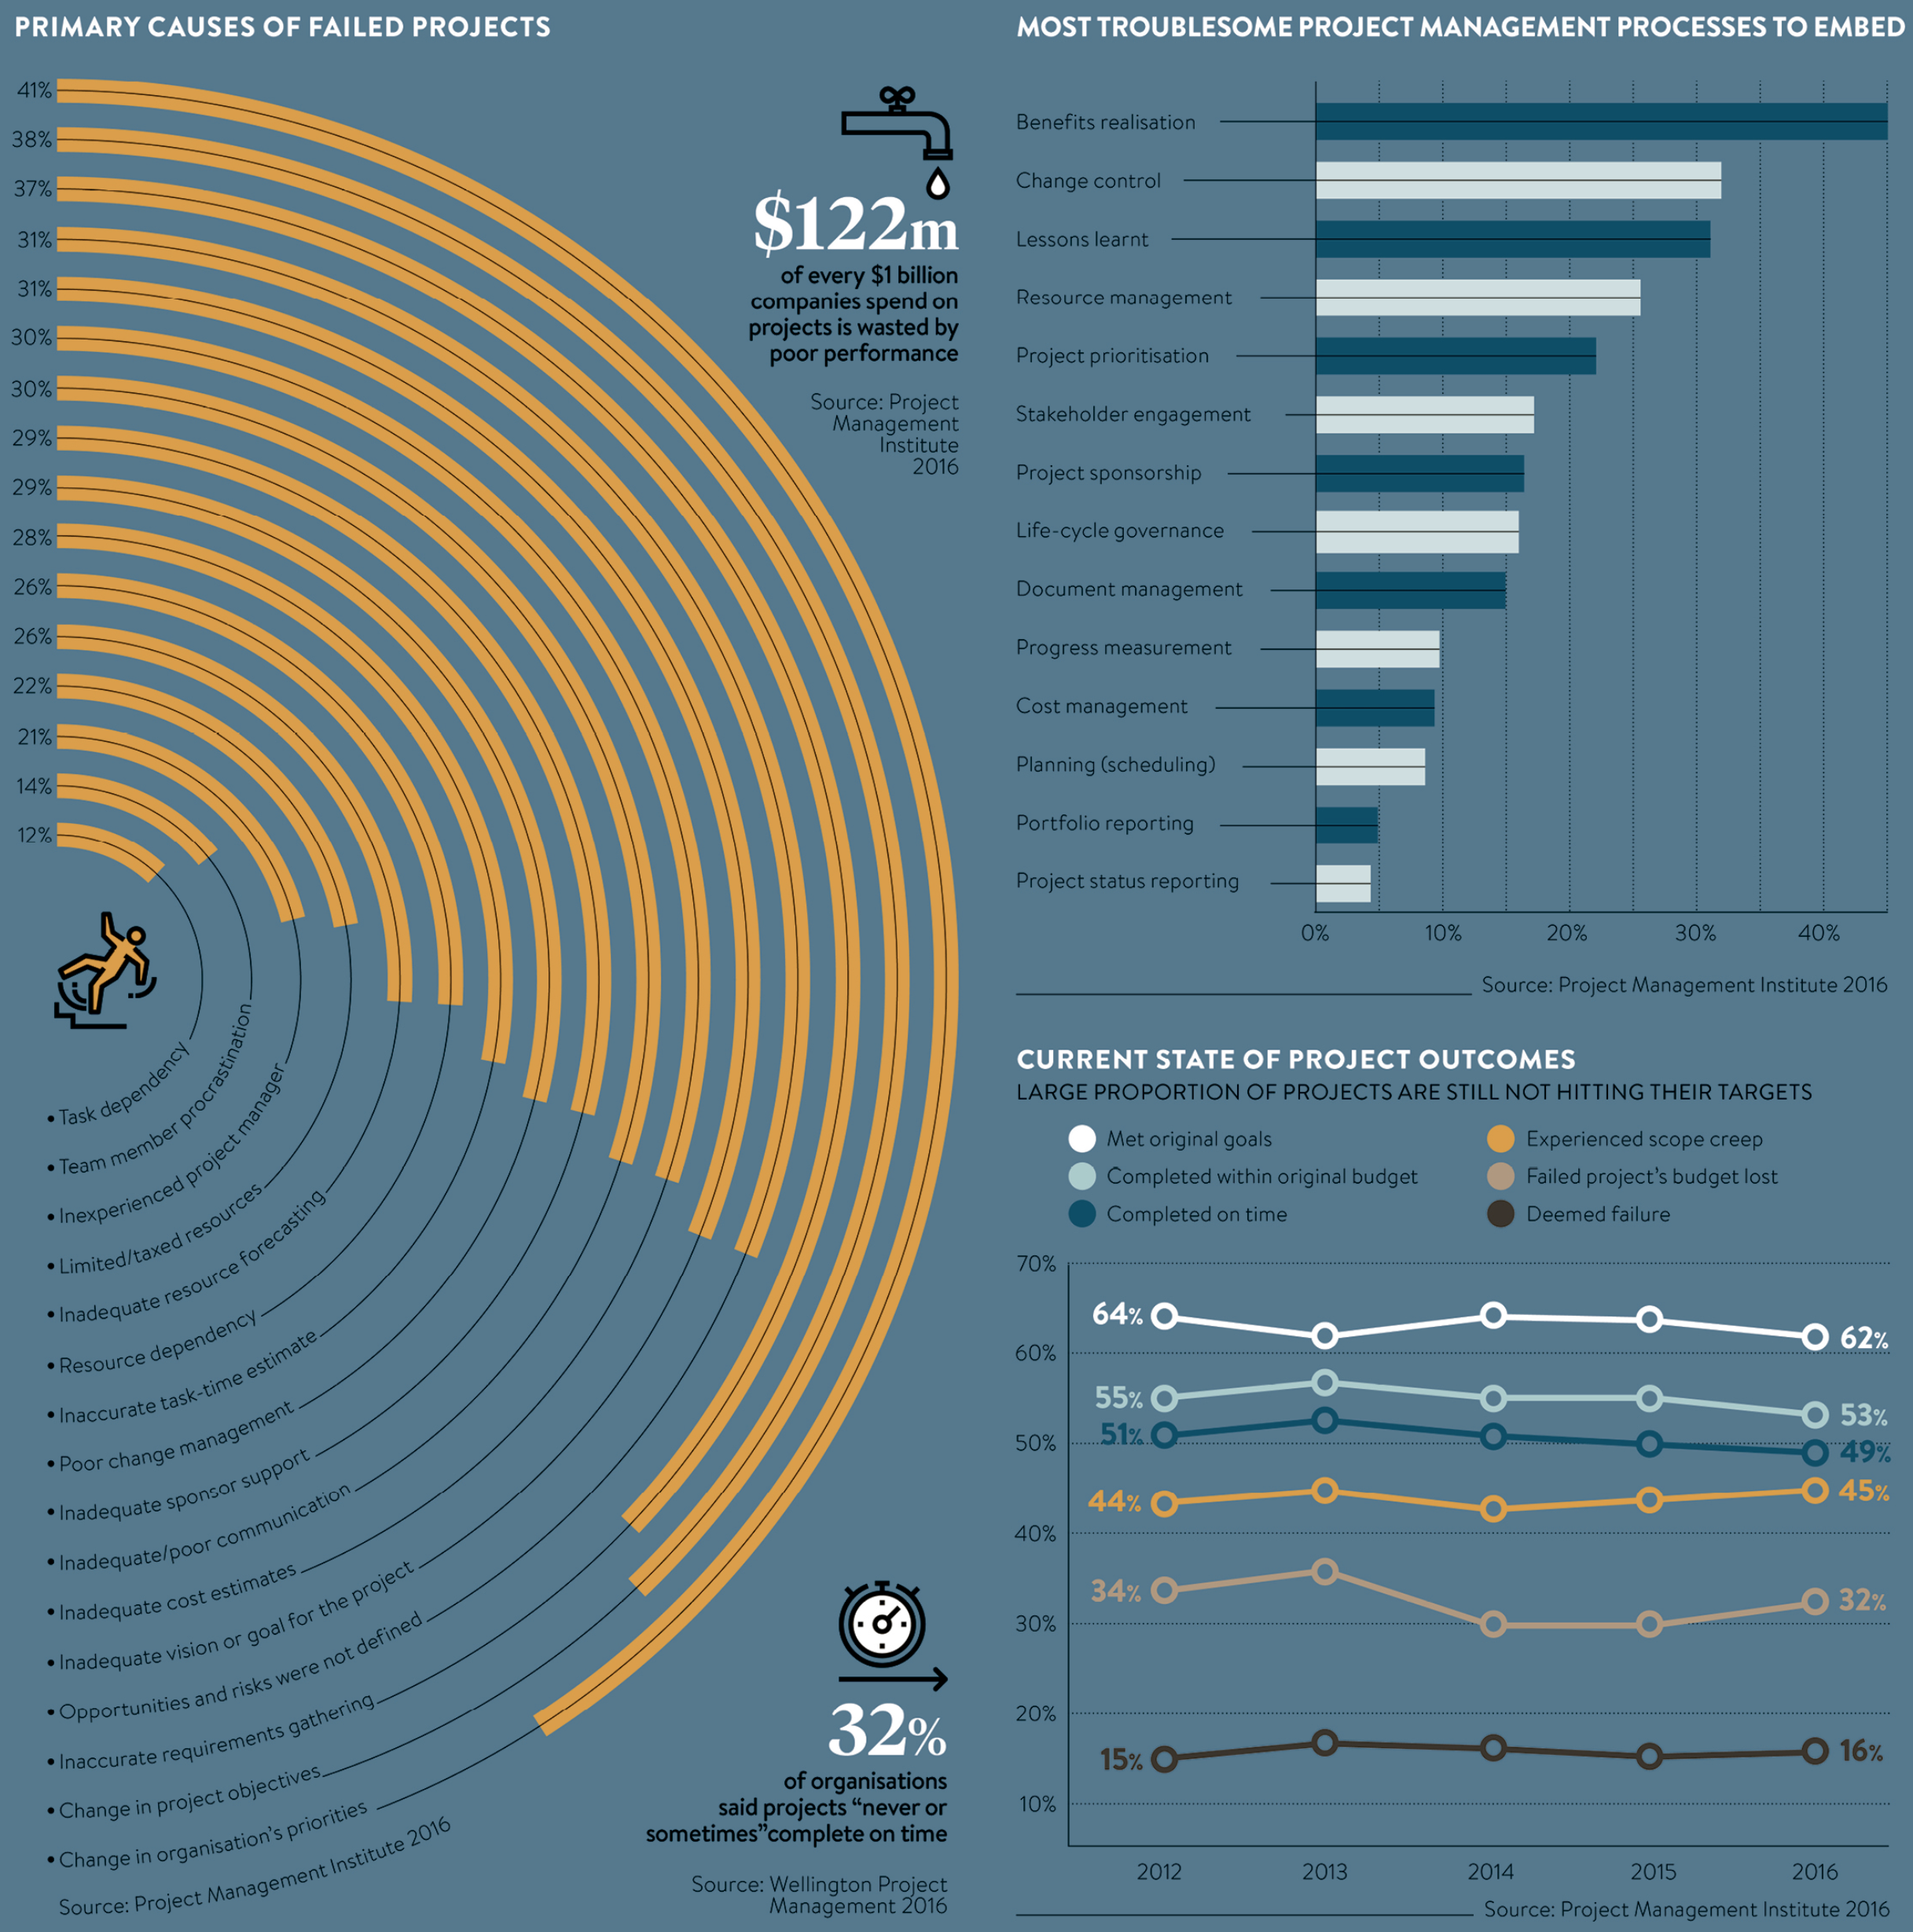 PRIMARY CAUSES OF FAILED PROJECTS
41%
38%
37%
31%
31%
30%
30%
29%
29%
28%
26%
26%
22%
21%
14%
12%
• Task dependency
• Team member procrastination
• Inexperienced project manager
• Limited/taxed resources
• Inadequate resource forecasting
• Resource dependency
• Inaccurate task-time estimate
• Poor change management
• Inadequate sponsor support
• Inadequate/poor communication
• Inadequate cost estimates
• Inadequate vision or goal for the project
• Opportunities and risks were not defined
• Inaccurate requirements gathering
• Change in project objectives
• Change in organisation's priorities
Source: Project Management Institute 2016
$122m
of every $1 billion
companies spend on
projects is wasted by
poor performance
Source: Project
Management
Institute
2016
32%
of organisations
said projects “never or
sometimes”complete on time
Source: Wellington Project
Management 2016
MOST TROUBLESOME PROJECT MANAGEMENT PROCESSES TO EMBED
Benefits realisation
Change control
Lessons learnt
Resource management
Project prioritisation
Stakeholder engagement
Project sponsorship
Life-cycle governance
Document management
Progress measurement
Cost management
Planning (scheduling)
Portfolio reporting
Project status reporting
0% 10% 20% 30% 40%
Source: Project Management Institute 2016
CURRENT STATE OF PROJECT OUTCOMES
LARGE PROPORTION OF PROJECTS ARE STILL NOT HITTING THEIR TARGETS
Met original goals
Completed within original budget
Completed on time
Experienced scope creep
Failed project's budget lost
Deemed failure
70%
64% 62%
60%
55% 53%
51% 49%
50%
44% 45%
40%
34% 32%
30%
20%
15% 16%
10%
2012 2013 2014 2015 2016
Source: Project Management Institute 2016